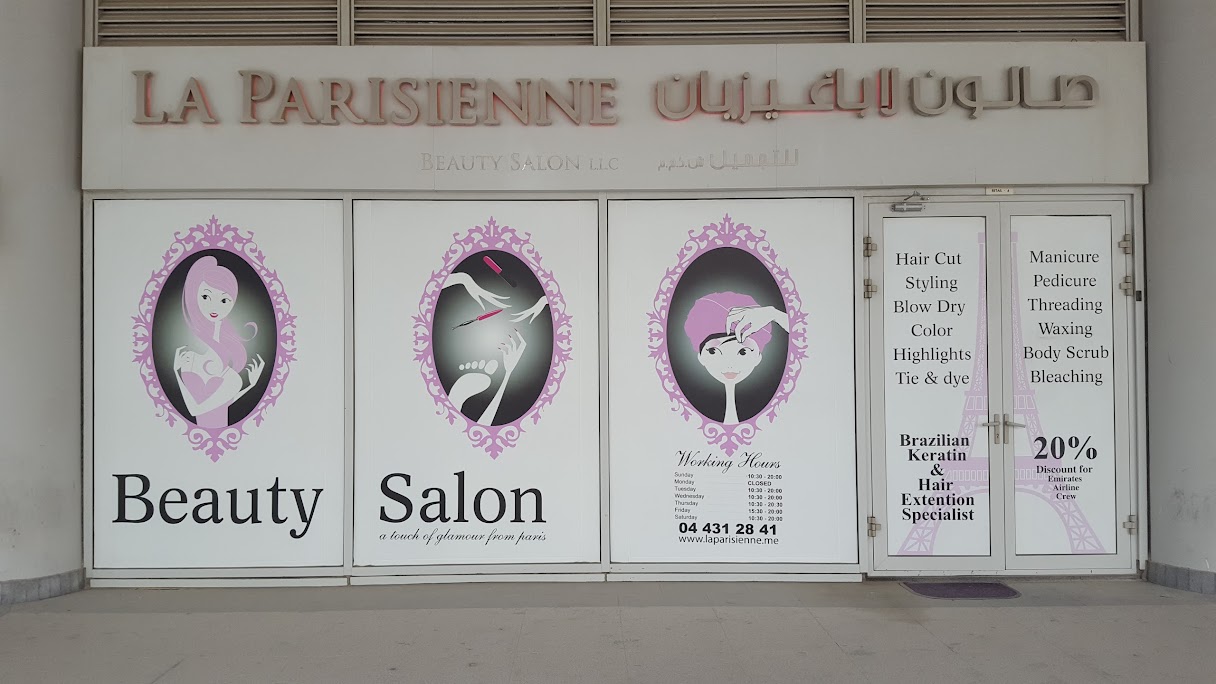 LA PARISIENNE
صالون لاباغيزيان
BEAUTY SALON LLC
للتجميل ش.ذ.م.م
Beauty
Salon
a touch of glamour from paris
Working Hours
Sunday 10:30 - 20:00
Monday CLOSED
Tuesday 10:30 - 20:00
Wednesday 10:30 - 20:00
Thursday 10:30 - 20:30
Friday 15:30 - 20:00
Saturday 10:30 - 20:00
04 431 28 41
www.laparisienne.me
Hair Cut
Styling
Blow Dry
Color
Highlights
Tie & dye
Brazilian
Keratin
&
Hair
Extention
Specialist
Manicure
Pedicure
Threading
Waxing
Body Scrub
Bleaching
20%
Discount for
Emirates
Airline
Crew